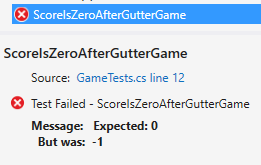 ScoreIsZeroAfterGutterGame
ScoreIsZeroAfterGutterGame
Source: GameTests.cs line 12
Test Failed - ScoreIsZeroAfterGutterGame
Message: Expected: 0
But was: -1